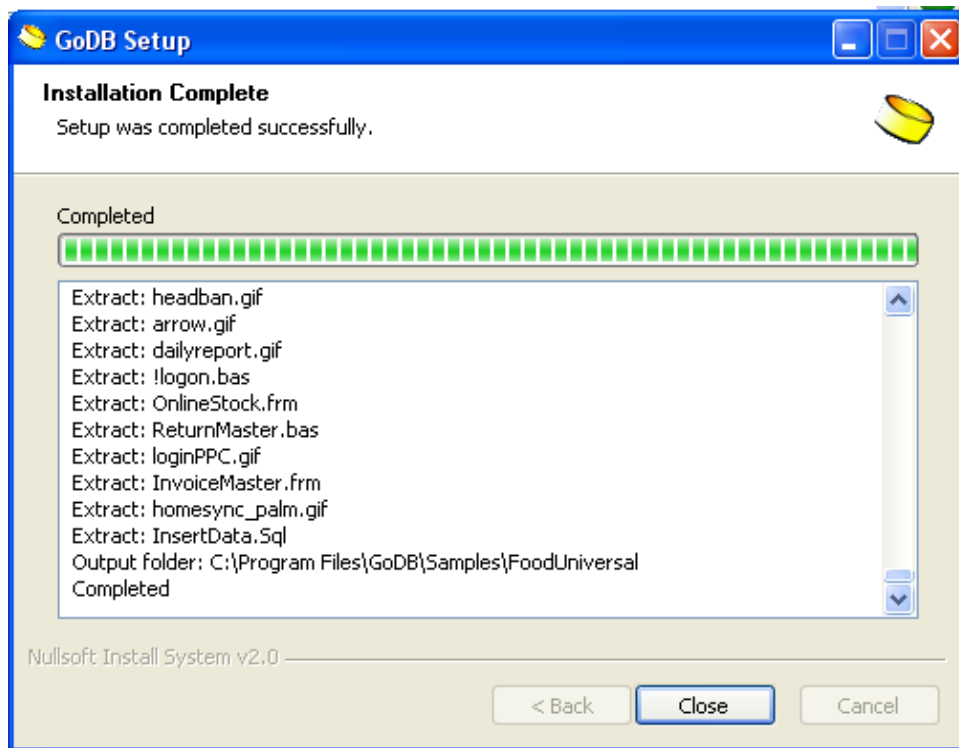 GoDB Setup
Installation Complete
Setup was completed successfully.
Completed
Extract: headban.gif
Extract: arrow.gif
Extract: dailyreport.gif
Extract: !logon.bas
Extract: OnlineStock.frm
Extract: ReturnMaster.bas
Extract: loginPPC.gif
Extract: InvoiceMaster.frm
Extract: homesync_palm.gif
Extract: InsertData.Sql
Output folder: C:\Program Files\GoDB\Samples\FoodUniversal
Completed
Nullsoft Install System v2.0
< Back
Close
Cancel